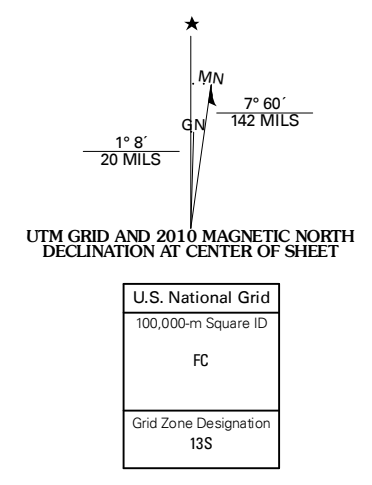 ★
MN
GN
7° 60´
142 MILS
1° 8´
20 MILS
UTM GRID AND 2010 MAGNETIC NORTH
DECLINATION AT CENTER OF SHEET
U.S. National Grid
100,000-m Square ID
FC
Grid Zone Designation
13S